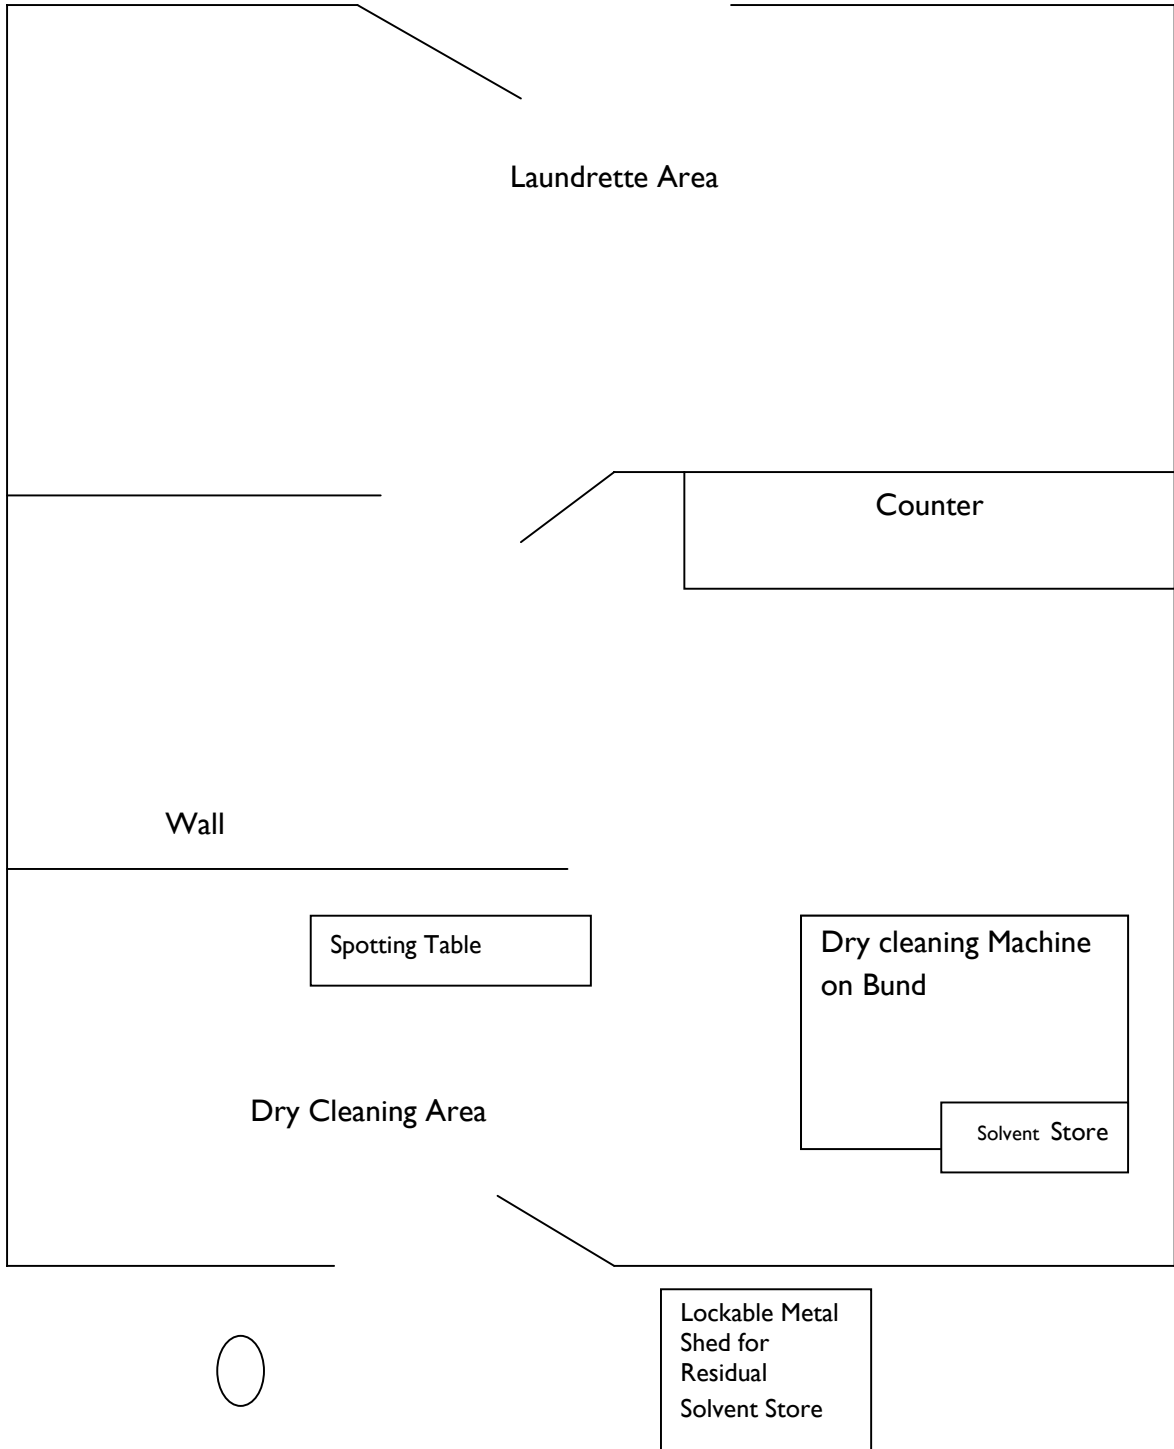 Laundrette Area
Counter
Wall
Spotting Table
Dry cleaning Machine
on Bund
Dry Cleaning Area
Solvent Store
Lockable Metal
Shed for
Residual
Solvent Store